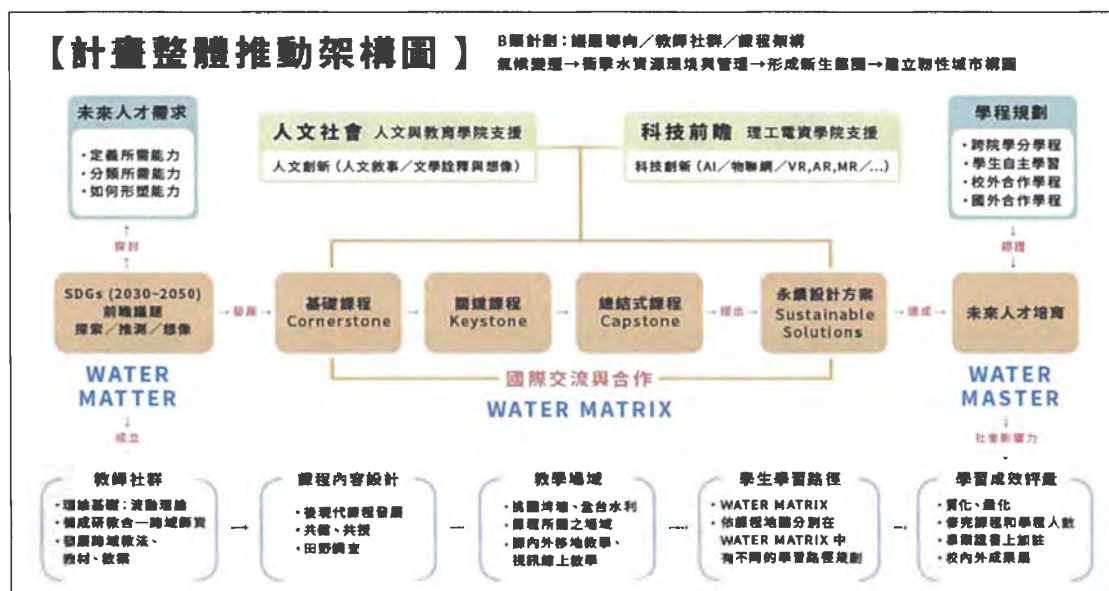 【計畫整體推動架構圖】
B類計劃:議題導向/教師社群/課程架構
氣候變遷→衝擊水資源環境與管理→形成新生態圈→建立韌性城市構圖
未來人才需求
・定義所需能力
・分類所需能力
・如何形塑能力
人文社會 人文與教育學院支援
人文創新(人文敘事/文學詮釋與想像)
科技前瞻 理工電資學院支援
科技創新(AI/物聯網/VR,AR,MR/...)
學程規劃
・跨院學分學程
・學生自主學習
・校外合作學程
・國外合作學程
探討
認證
SDGs (2030~2050)
前瞻議題
探索/推測/想像
發展
基礎課程
Cornerstone
關鍵課程
Keystone
總結式課程
Capstone
提出
永續設計方案
Sustainable
Solutions
達成
未來人才培育
WATER
MATTER
國際交流與合作
WATER MATRIX
WATER
MASTER
成立
社會影響力
教師社群
・理論基礎:流動理論
・養成研教合一跨域師資
・發展跨域教法、
教材、教案
課程內容設計
・後現代課程發展
・共備、共授
・田野調查
教學場域
・桃園埤塘、全台水利
・課程所需之場域
・課內外移地教學、
視訊線上教學
學生學習路徑
・WATER MATRIX
・依課程地圖分別在
WATER MATRIX 中
有不同的學習路徑規劃
學習成效評量
・質化、量化
・修完課程和學程人數
・畢業證書上加註
・校內外成果展